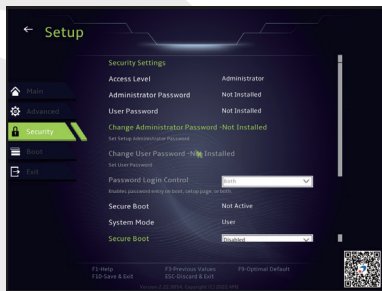 Setup
Security Settings
Access Level Administrator
Administrator Password Not Installed
User Password Not Installed
Change Administrator Password -Not Installed
Set Setup Administrator Password
Change User Password -Not Installed
Set User Password
Password Login Control Both
Enables password entry on boot, setup page, or both.
Secure Boot Not Active
System Mode User
Secure Boot Disabled
Main
Advanced
Security
Boot
Exit
F1-Help F3-Previous Values F9-Optimal Default
F10-Save & Exit ESC-Discard & Exit